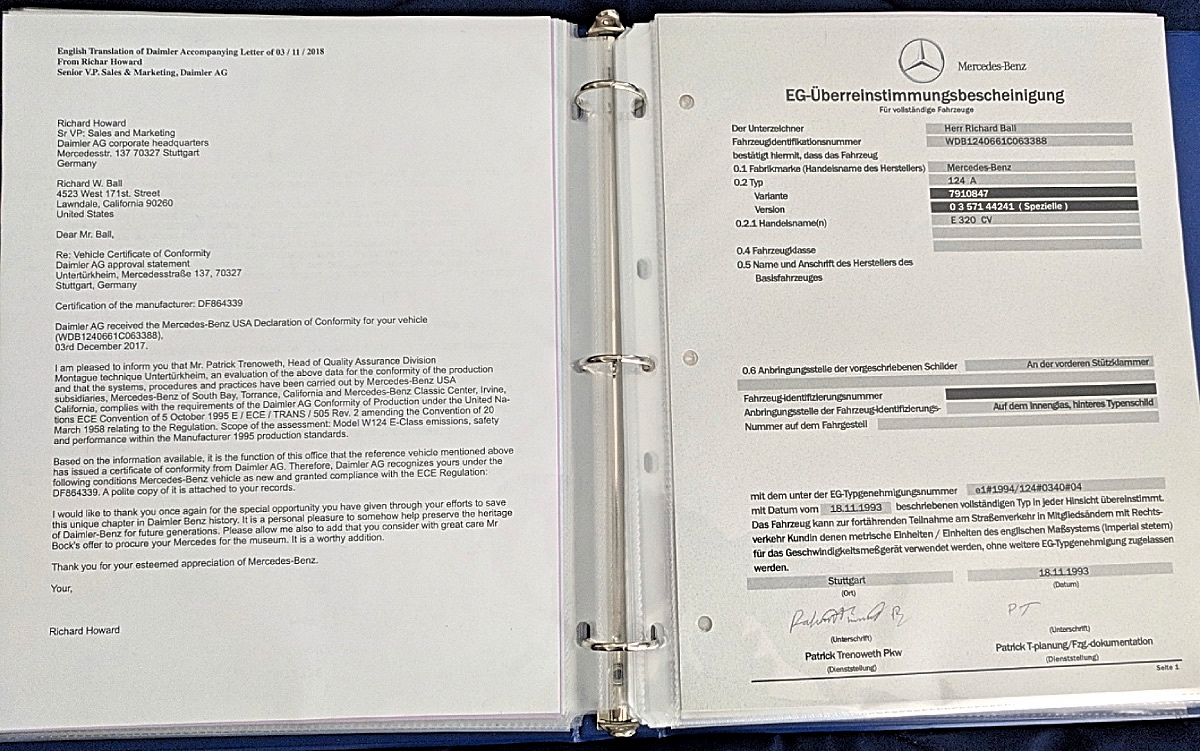 English Translation of Daimler Accompanying Letter of 03 / 11 / 2018
From Richar Howard
Senior V.P. Sales & Marketing, Daimler AG
Richard Howard
Sr VP: Sales and Marketing
Daimler AG corporate headquarters
Mercedesstr. 137 70327 Stuttgart
Germany
Richard W. Ball
4523 West 171st. Street
Lawndale, California 90260
United States
Dear Mr. Ball,
Re: Vehicle Certificate of Conformity
Daimler AG approval statement
Untertürkheim, Mercedesstraße 137, 70327
Stuttgart, Germany
Certification of the manufacturer: DF864339
Daimler AG received the Mercedes-Benz USA Declaration of Conformity for your vehicle
(WDB1240661C063388),
03rd December 2017.
I am pleased to inform you that Mr. Patrick Trenoweth, Head of Quality Assurance Division
Montague technique Untertürkheim, an evaluation of the above data for the conformity of the production
and that the systems, procedures and practices have been carried out by Mercedes-Benz USA
subsidiaries, Mercedes-Benz of South Bay, Torrance, California and Mercedes-Benz Classic Center, Irvine,
California, complies with the requirements of the Daimler AG Conformity of Production under the United Na-
tions ECE Convention of 5 October 1995 E / ECE / TRANS / 505 Rev. 2 amending the Convention of 20
March 1958 relating to the Regulation. Scope of the assessment: Model W124 E-Class emissions, safety
and performance within the Manufacturer 1995 production standards.
Based on the information available, it is the function of this office that the reference vehicle mentioned above
has issued a certificate of conformity from Daimler AG. Therefore, Daimler AG recognizes yours under the
following conditions Mercedes-Benz vehicle as new and granted compliance with the ECE Regulation:
DF864339. A polite copy of it is attached to your records.
I would like to thank you once again for the special opportunity you have given through your efforts to save
this unique chapter in Daimler Benz history. It is a personal pleasure to somehow help preserve the heritage
of Daimler-Benz for future generations. Please allow me also to add that you consider with great care Mr
Bock's offer to procure your Mercedes for the museum. It is a worthy addition.
Thank you for your esteemed appreciation of Mercedes-Benz.
Your,
Richard Howard
Mercedes-Benz
EG-Überreinstimmungsbescheinigung
Für vollständige Fahrzeuge
Der Unterzeichner Herr Richard Ball
Fahrzeugidentifikationsnummer WDB1240661C063388
bestätigt hiermit, dass das Fahrzeug
0.1 Fabrikmarke (Handelsname des Herstellers) Mercedes-Benz
0.2 Typ 124 A
Variante 7910847
Version 0 3 571 44241 ( Spezielle )
0.2.1 Handelsname(n) E 320 CV
0.4 Fahrzeugklasse
0.5 Name und Anschrift des Herstellers des
Basisfahrzeuges
0.6 Anbringungsstelle der vorgeschriebenen Schilder An der vorderen Stützklammer
Fahrzeug-Identifizierungsnummer
Anbringungsstelle der Fahrzeug-Identifizierungs- Auf dem Innenglas, hinteres Typenschild
Nummer auf dem Fahrgestell
mit dem unter der EG-Typgenehmigungsnummer e1#1994/124#0340#04
mit Datum vom 18.11.1993 beschriebenen vollständigen Typ in jeder Hinsicht übereinstimmt.
Das Fahrzeug kann zur fortährenden Teilnahme am Straßenverkehr in Mitgliedsändern mit Rechts-
verkehr Kundin denen metrische Einheiten / Einheiten des englischen Maßsystems (Imperial stetem)
für das Geschwindigkeitsmeßgerät verwendet werden, ohne weitere EG-Typgenehmigung zugelassen
werden.
Stuttgart 18.11.1993
(Ort) (Datum)
PT
(Unterschrift) (Unterschrift)
Patrick Trenoweth Pkw Patrick T-planung/Fzg.-dokumentation
(Dienststellung) (Dienststellung)
Seite 1